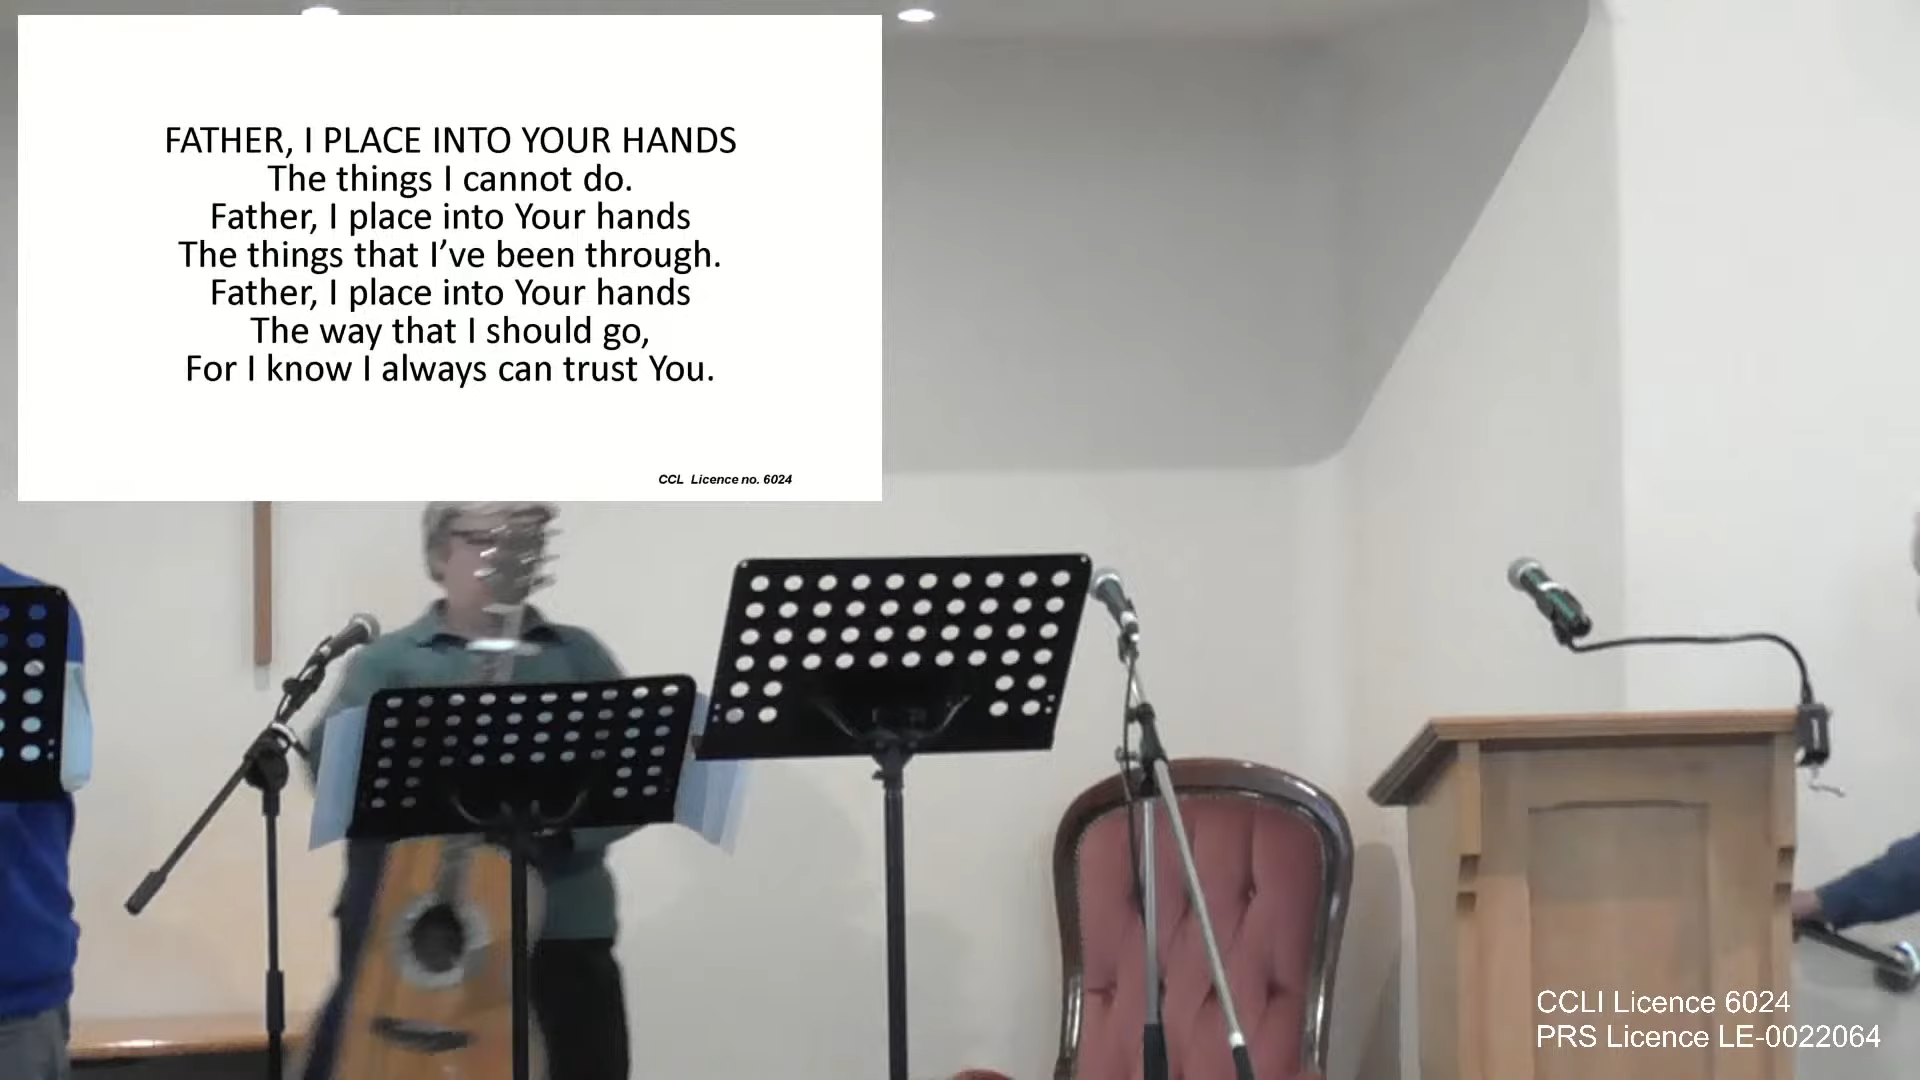 FATHER, I PLACE INTO YOUR HANDS
The things I cannot do.
Father, I place into Your hands
The things that I’ve been through.
Father, I place into Your hands
The way that I should go,
For I know I always can trust You.
CCL Licence no. 6024
CCLI Licence 6024
PRS Licence LE-0022064